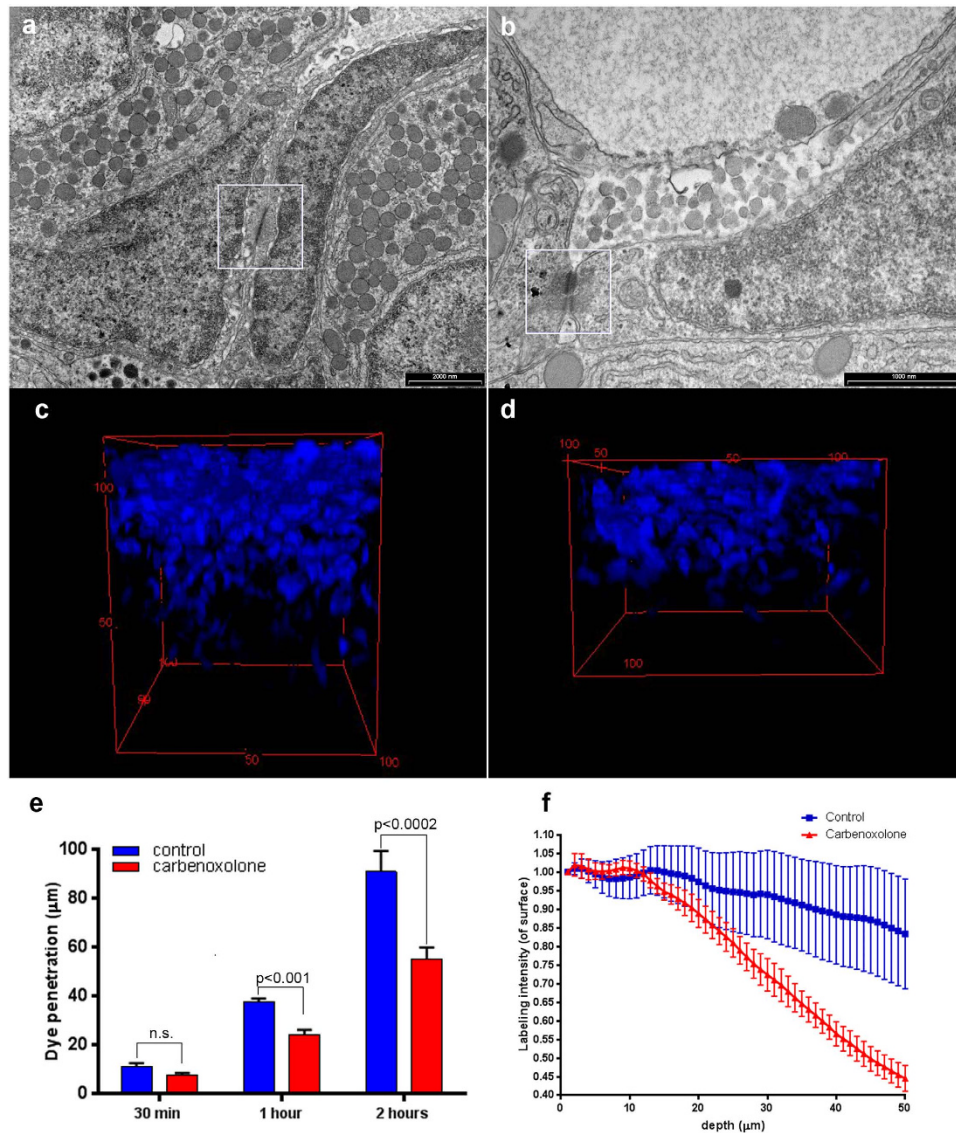 a
b
2000 nm
1000 nm
c
d
100
50
100
50
100
50
100
100
50
50
100
100
e
p<0.0002
control
carbenoxolone
p<0.001
n.s.
Dye penetration (µm)
100
80
60
40
20
0
30 min
1 hour
2 hours
f
Control
Carbenoxolone
Labeling intensity (of surface)
1.10
1.05
1.00
0.95
0.90
0.85
0.80
0.75
0.70
0.65
0.60
0.55
0.50
0.45
0.40
0
10
20
30
40
50
depth (µm)